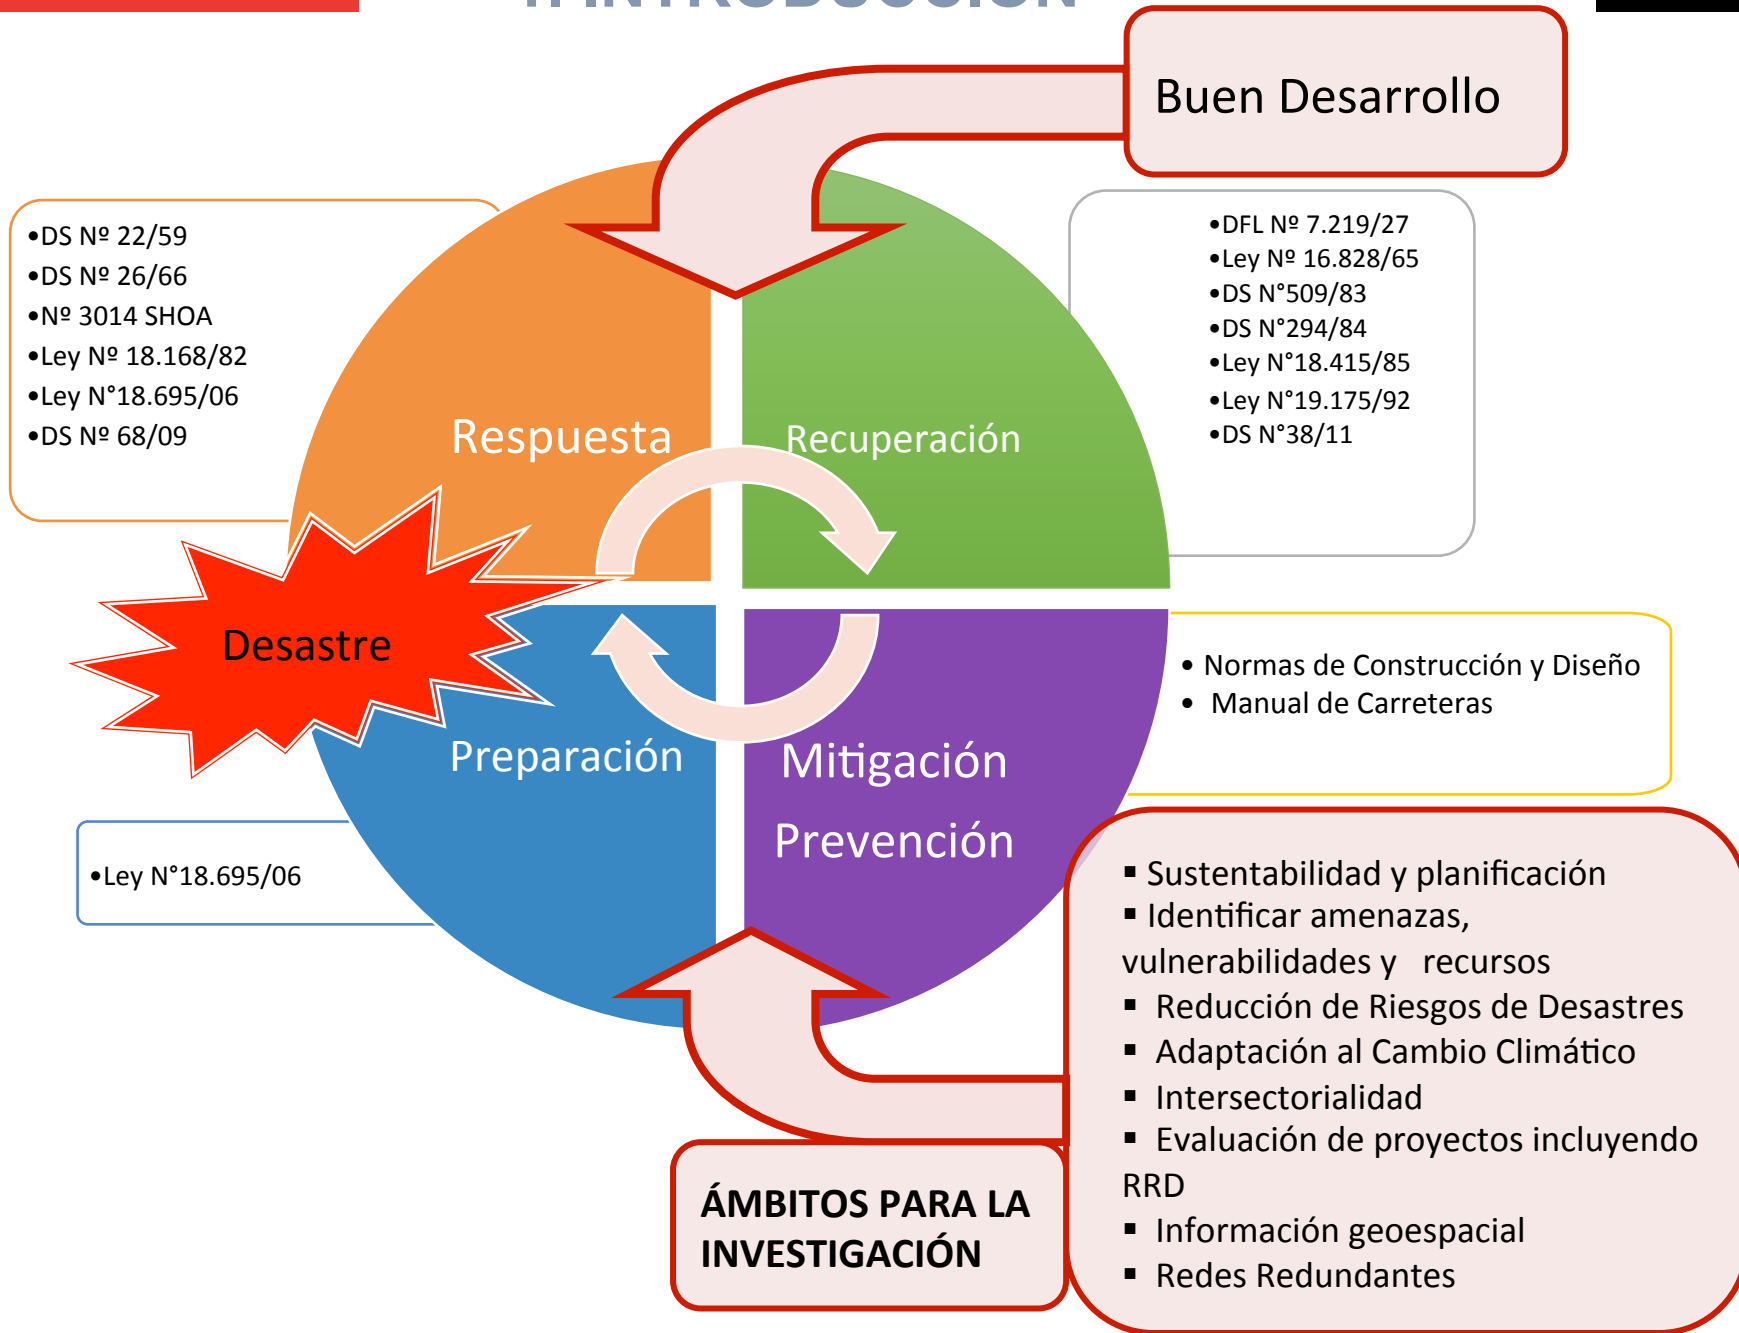 INTRODUCCIÓN
Buen Desarrollo
•DS Nº 22/59
•DS Nº 26/66
•Nº 3014 SHOA
•Ley Nº 18.168/82
•Ley N°18.695/06
•DS Nº 68/09
•DFL Nº 7.219/27
•Ley Nº 16.828/65
•DS N°509/83
•DS N°294/84
•Ley N°18.415/85
•Ley N°19.175/92
•DS N°38/11
Respuesta
Recuperación
Desastre
Preparación
Mitigación
Prevención
• Normas de Construcción y Diseño
• Manual de Carreteras
•Ley N°18.695/06
▪ Sustentabilidad y planificación
▪ Identificar amenazas,
vulnerabilidades y recursos
▪ Reducción de Riesgos de Desastres
▪ Adaptación al Cambio Climático
▪ Intersectorialidad
▪ Evaluación de proyectos incluyendo
RRD
▪ Información geoespacial
▪ Redes Redundantes
ÁMBITOS PARA LA
INVESTIGACIÓN